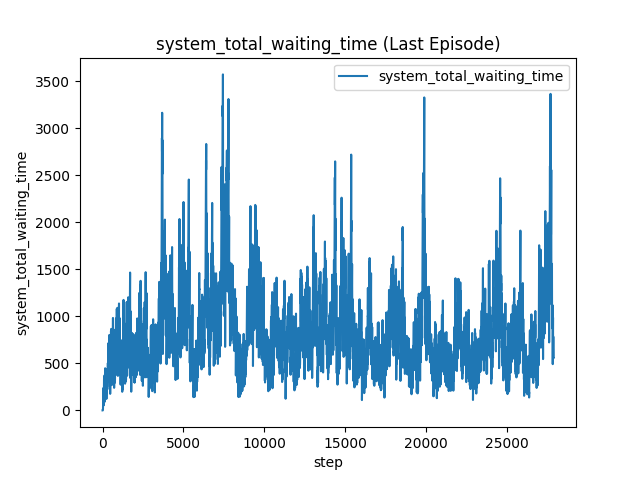 system_total_waiting_time (Last Episode)
system_total_waiting_time
3500
3000
2500
2000
1500
1000
500
0
system_total_waiting_time
0 5000 10000 15000 20000 25000
step